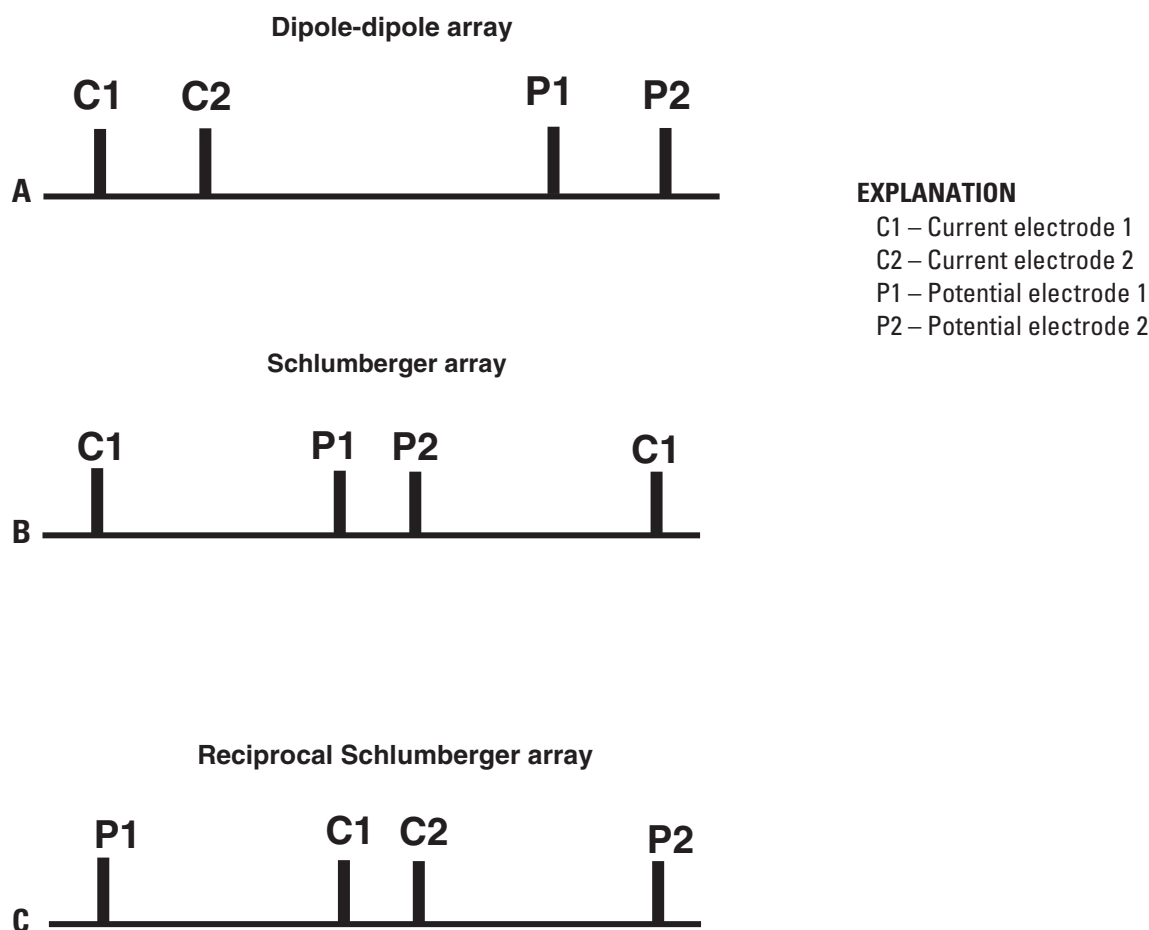 Dipole-dipole array
C1 C2 P1 P2
A
EXPLANATION
C1 – Current electrode 1
C2 – Current electrode 2
P1 – Potential electrode 1
P2 – Potential electrode 2
Schlumberger array
C1 P1 P2 C1
B
Reciprocal Schlumberger array
P1 C1 C2 P2
C